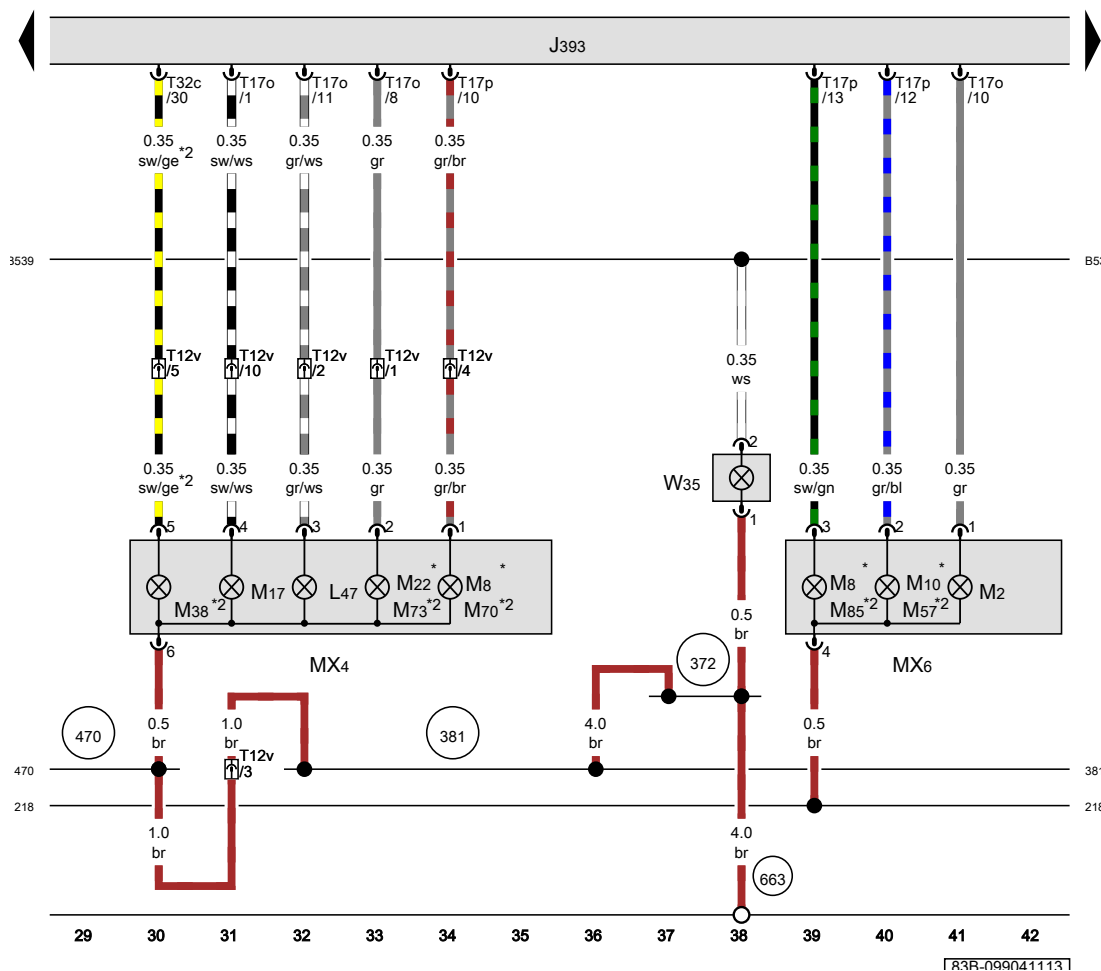 J393
T32c
/30
T17o
/1
T17o
/11
T17o
/8
T17p
/10
T17p
/13
T17p
/12
T17o
/10
0.35
sw/ge*2
0.35
sw/ws
0.35
gr/ws
0.35
gr
0.35
gr/br
B539
B53
T12v
/5
T12v
/10
T12v
/2
T12v
/1
T12v
/4
0.35
ws
0.35
sw/ge*2
0.35
sw/ws
0.35
gr/ws
0.35
gr
0.35
gr/br
2
W35
1
0.35
sw/gn
0.35
gr/bl
0.35
gr
5
4
3
2
1
3
2
1
M38*2
M17
L47
M22*
M73*2
M8*
M70*2
M8*
M85*2
M10*
M57*2
M2
6
MX4
4
MX6
0.5
br
372
470
0.5
br
1.0
br
381
4.0
br
0.5
br
T12v
/3
470
381
218
218
1.0
br
4.0
br
663
29 30 31 32 33 34 35 36 37 38 39 40 41 42
83B-099041113